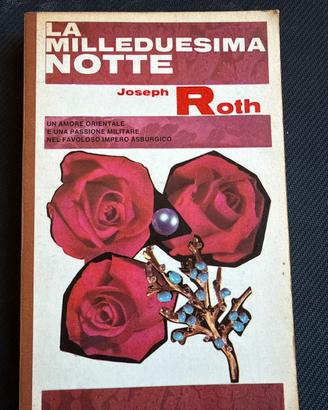 LA
MILLEDUESIMA
NOTTE
Joseph Roth
UN AMORE ORIENTALE
E UNA PASSIONE MILITARE
NEL FAVOLOSO IMPERO ASBURGICO